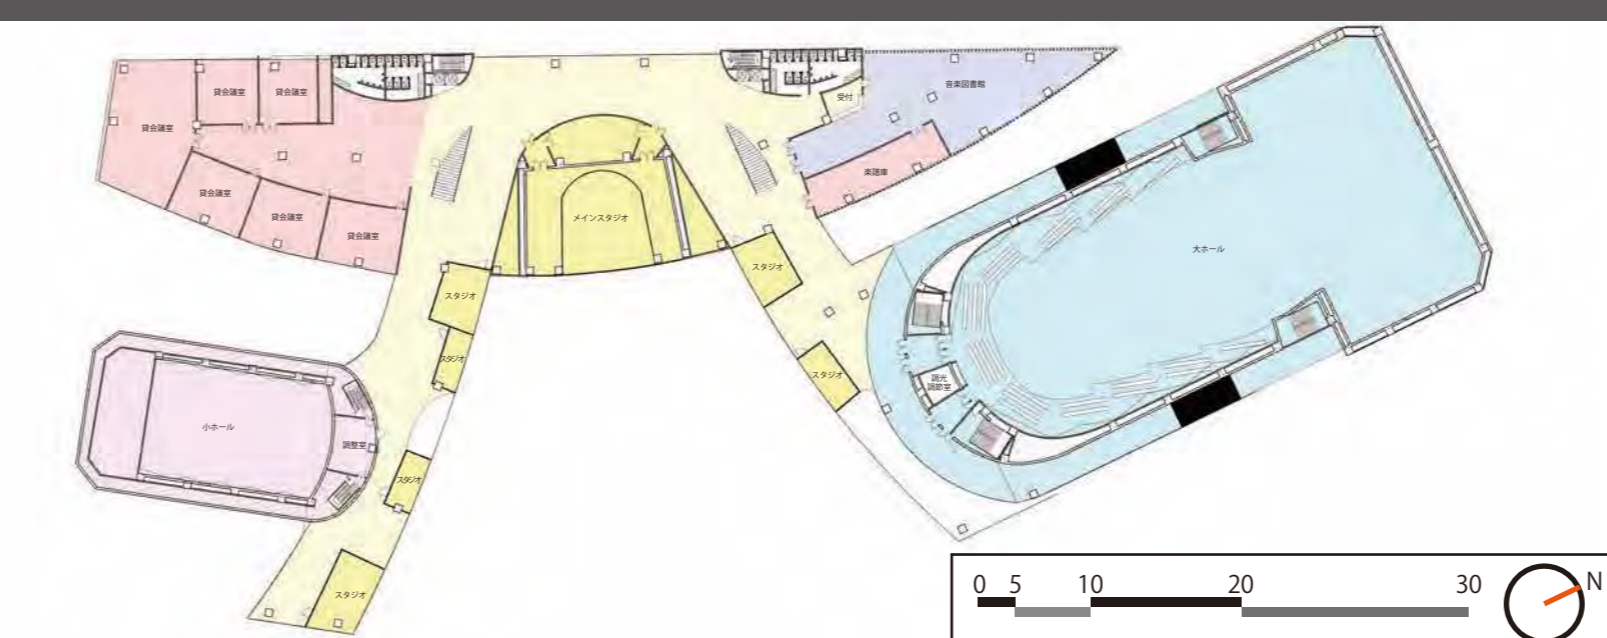 貸会議室
貸会議室
貸会議室
貸会議室
貸会議室
貸会議室
受付
音楽図書館
楽譜庫
メインスタジオ
スタジオ
スタジオ
スタジオ
スタジオ
スタジオ
スタジオ
大ホール
調光
調節室
小ホール
調整室
0 5 10 20 30
N